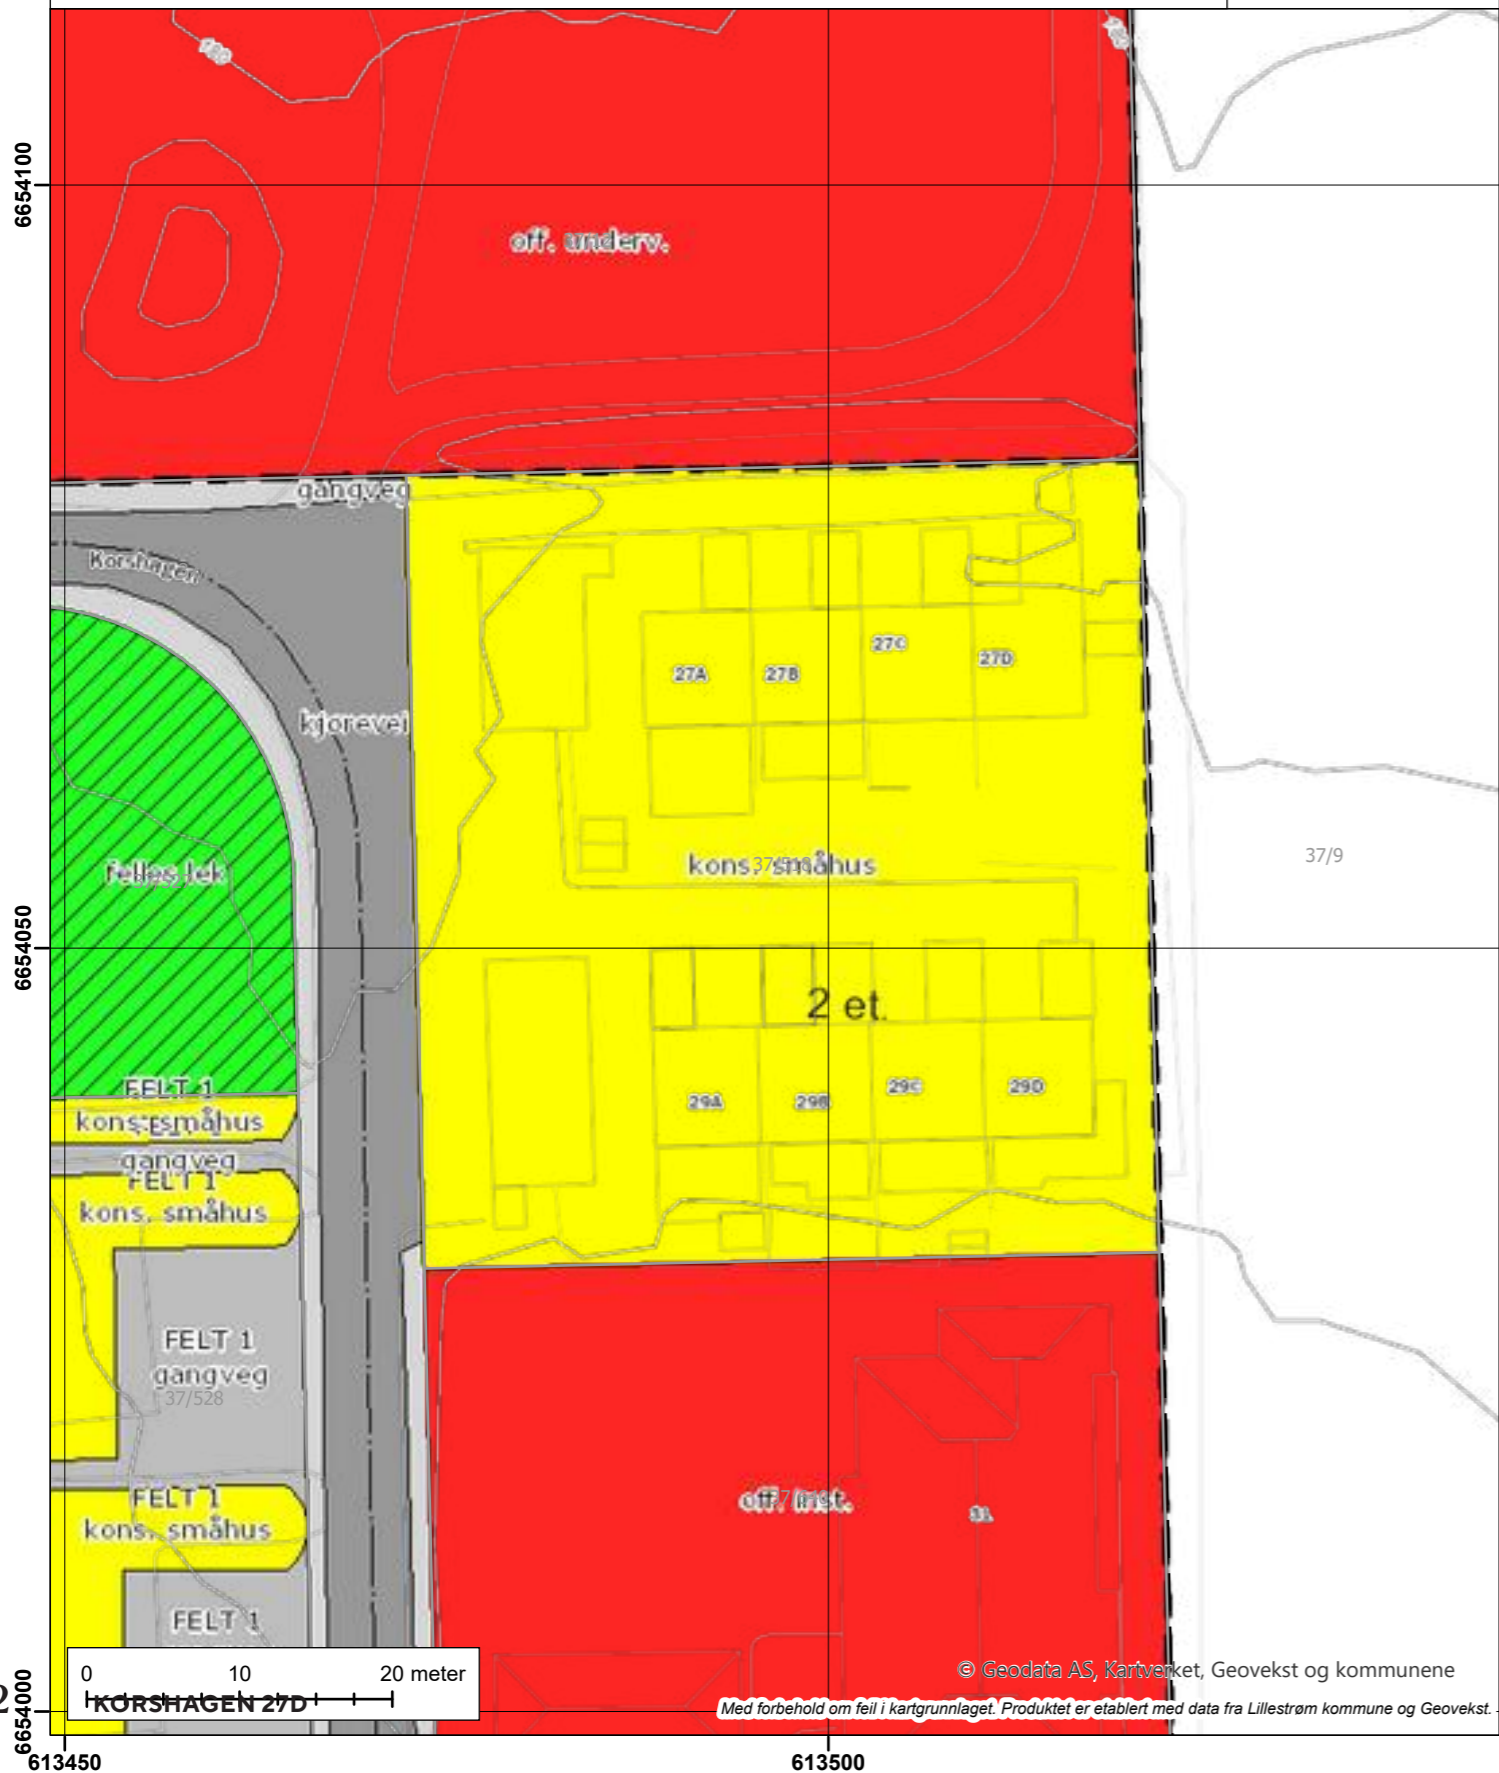 180
6654100
off. underv.
gangveg
Korshagen
kjorevei
27A
27B
27C
27D
felles lek
kons. småhus
37/9
6654050
2 et.
29A
29B
29C
29D
FELT 1
kons. småhus
gangveg
FELT 1
kons. småhus
FELT 1
gangveg
37/528
off. inst.
31
FELT 1
kons. småhus
FELT 1
0 10 20 meter
KORSHAGEN 27D
© Geodata AS, Kartverket, Geovekst og kommunene
Med forbehold om feil i kartgrunnlaget. Produktet er etablert med data fra Lillestrøm kommune og Geovekst.
2
6654000
613450
613500